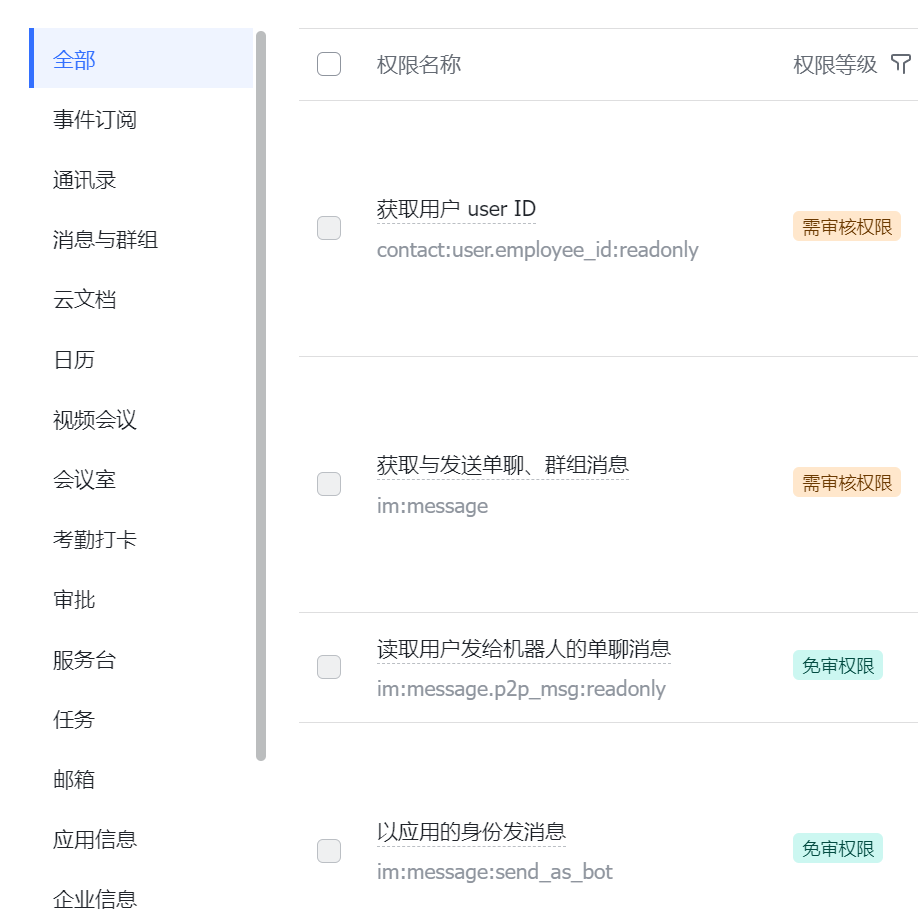 全部
事件订阅
通讯录
消息与群组
云文档
日历
视频会议
会议室
考勤打卡
审批
服务台
任务
邮箱
应用信息
企业信息
权限名称 权限等级
获取用户 user ID
contact:user.employee_id:readonly
需审核权限
获取与发送单聊、群组消息
im:message
需审核权限
读取用户发给机器人的单聊消息
im:message.p2p_msg:readonly
免审权限
以应用的身份发消息
im:message:send_as_bot
免审权限